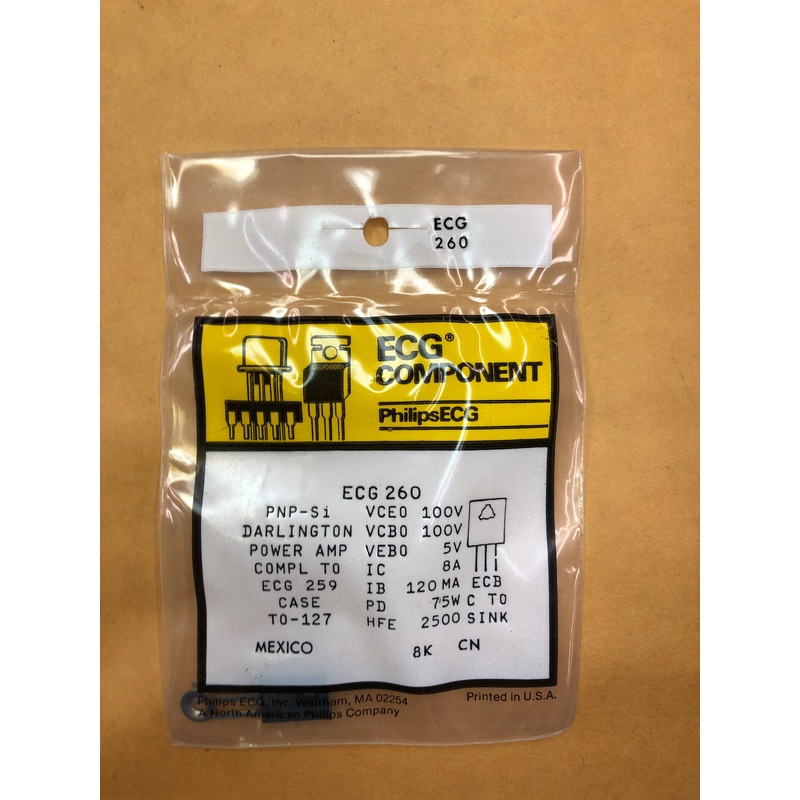 ECG
260
ECG®
COMPONENT
PhilipsECG
ECG 260
PNP-Si VCEO 100V
DARLINGTON VCBO 100V
POWER AMP VEBO 5V
COMPL TO IC 8A
ECG 259 IB 120MA ECB
CASE PD 75W C TO
TO-127 HFE 2500 SINK
MEXICO 8K CN
Philips ECG, Inc. Waltham, MA 02254 Printed in U.S.A.
A North American Philips Company